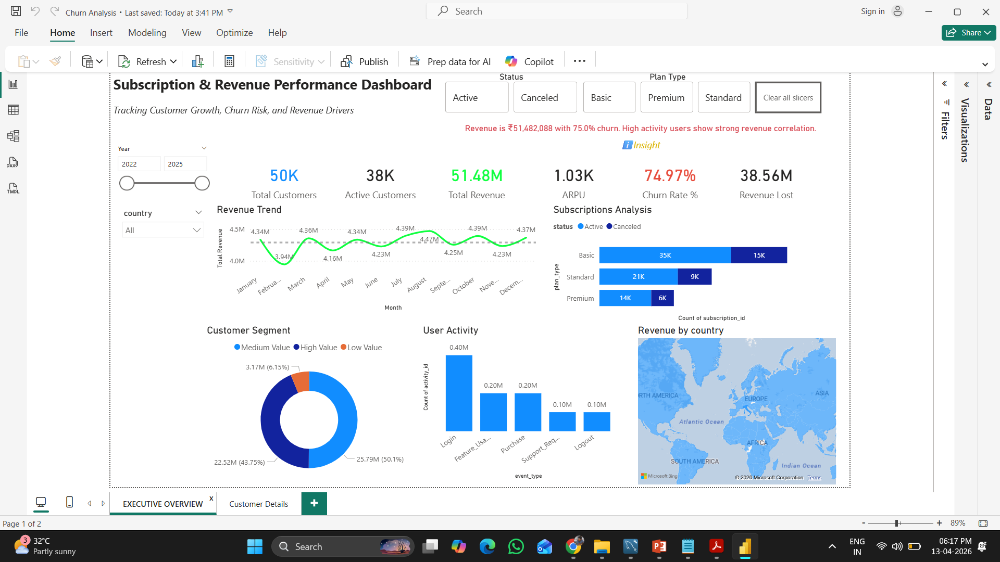 Churn Analysis • Last saved: Today at 3:41 PM
Search
Sign in
File
Home
Insert
Modeling
View
Optimize
Help
Share
Refresh
Sensitivity
Publish
Prep data for AI
Copilot
DAX
TMDL
Subscription & Revenue Performance Dashboard
Tracking Customer Growth, Churn Risk, and Revenue Drivers
Status
Active
Canceled
Plan Type
Basic
Premium
Standard
Clear all slicers
Revenue is ₹51,482,088 with 75.0% churn. High activity users show strong revenue correlation.
i Insight
Year
2022
2025
country
All
50K
Total Customers
38K
Active Customers
51.48M
Total Revenue
1.03K
ARPU
74.97%
Churn Rate %
38.56M
Revenue Lost
Revenue Trend
Total Revenue
4.5M
4.0M
4.34M
3.94M
4.36M
4.16M
4.34M
4.23M
4.39M
4.47M
4.25M
4.39M
4.23M
4.37M
January
Februa...
March
April
May
June
July
August
Septe...
October
Nove...
Decem...
Month
Subscriptions Analysis
status Active Canceled
plan_type
Basic 35K 15K
Standard 21K 9K
Premium 14K 6K
Count of subscription_id
Customer Segment
Medium Value High Value Low Value
3.17M (6.15%)
22.52M (43.75%)
25.79M (50.1%)
User Activity
Count of activity_id
0.40M
0.20M
0.20M
0.10M
0.10M
Login
Feature_Usa...
Purchase
Support_Req...
Logout
event_type
Revenue by country
RTH AMERICA
EUROPE
ASIA
Atlantic Ocean
AFRICA
SOUTH AMERICA
Indian Ocean
Microsoft Bing
© 2026 Microsoft Corporation Terms
Filters
Visualizations
Data
EXECUTIVE OVERVIEW
x
Customer Details
+
Page 1 of 2
- + 89%
3
32°C
Partly sunny
Search
ENG
IN
06:17 PM
13-04-2026